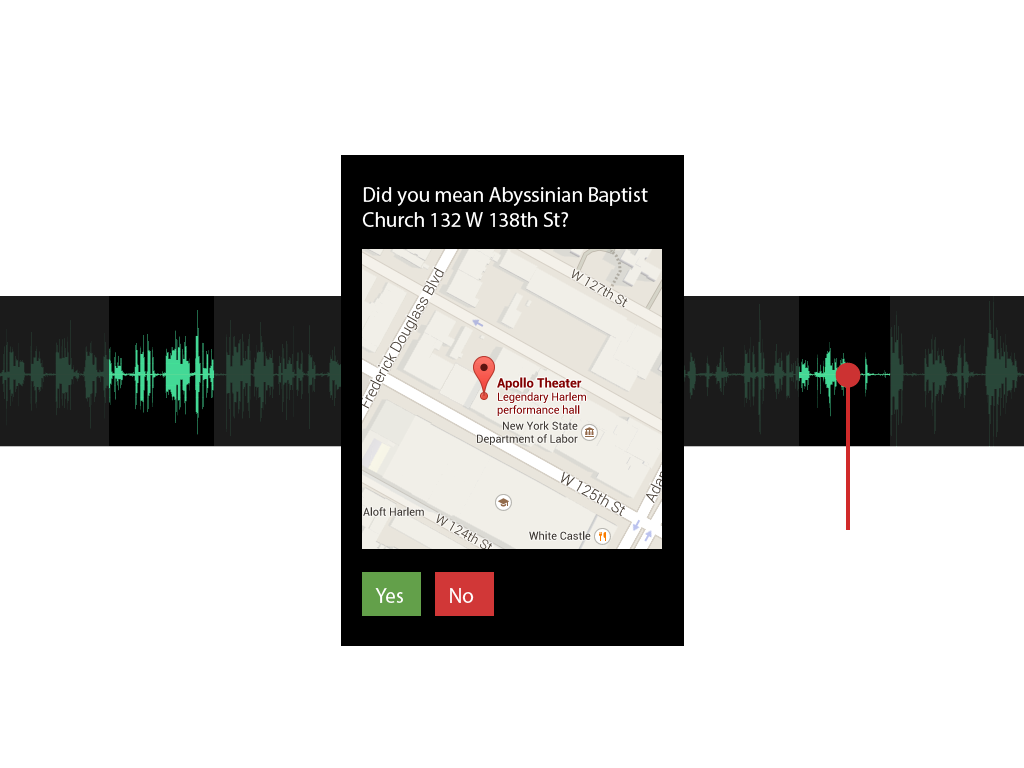 Did you mean Abyssinian Baptist
Church 132 W 138th St?
W 127th St
Frederick Douglass Blvd
Apollo Theater
Legendary Harlem
performance hall
New York State
Department of Labor
W 125th St
Adam
Aloft Harlem
W 124th St
White Castle
Yes
No